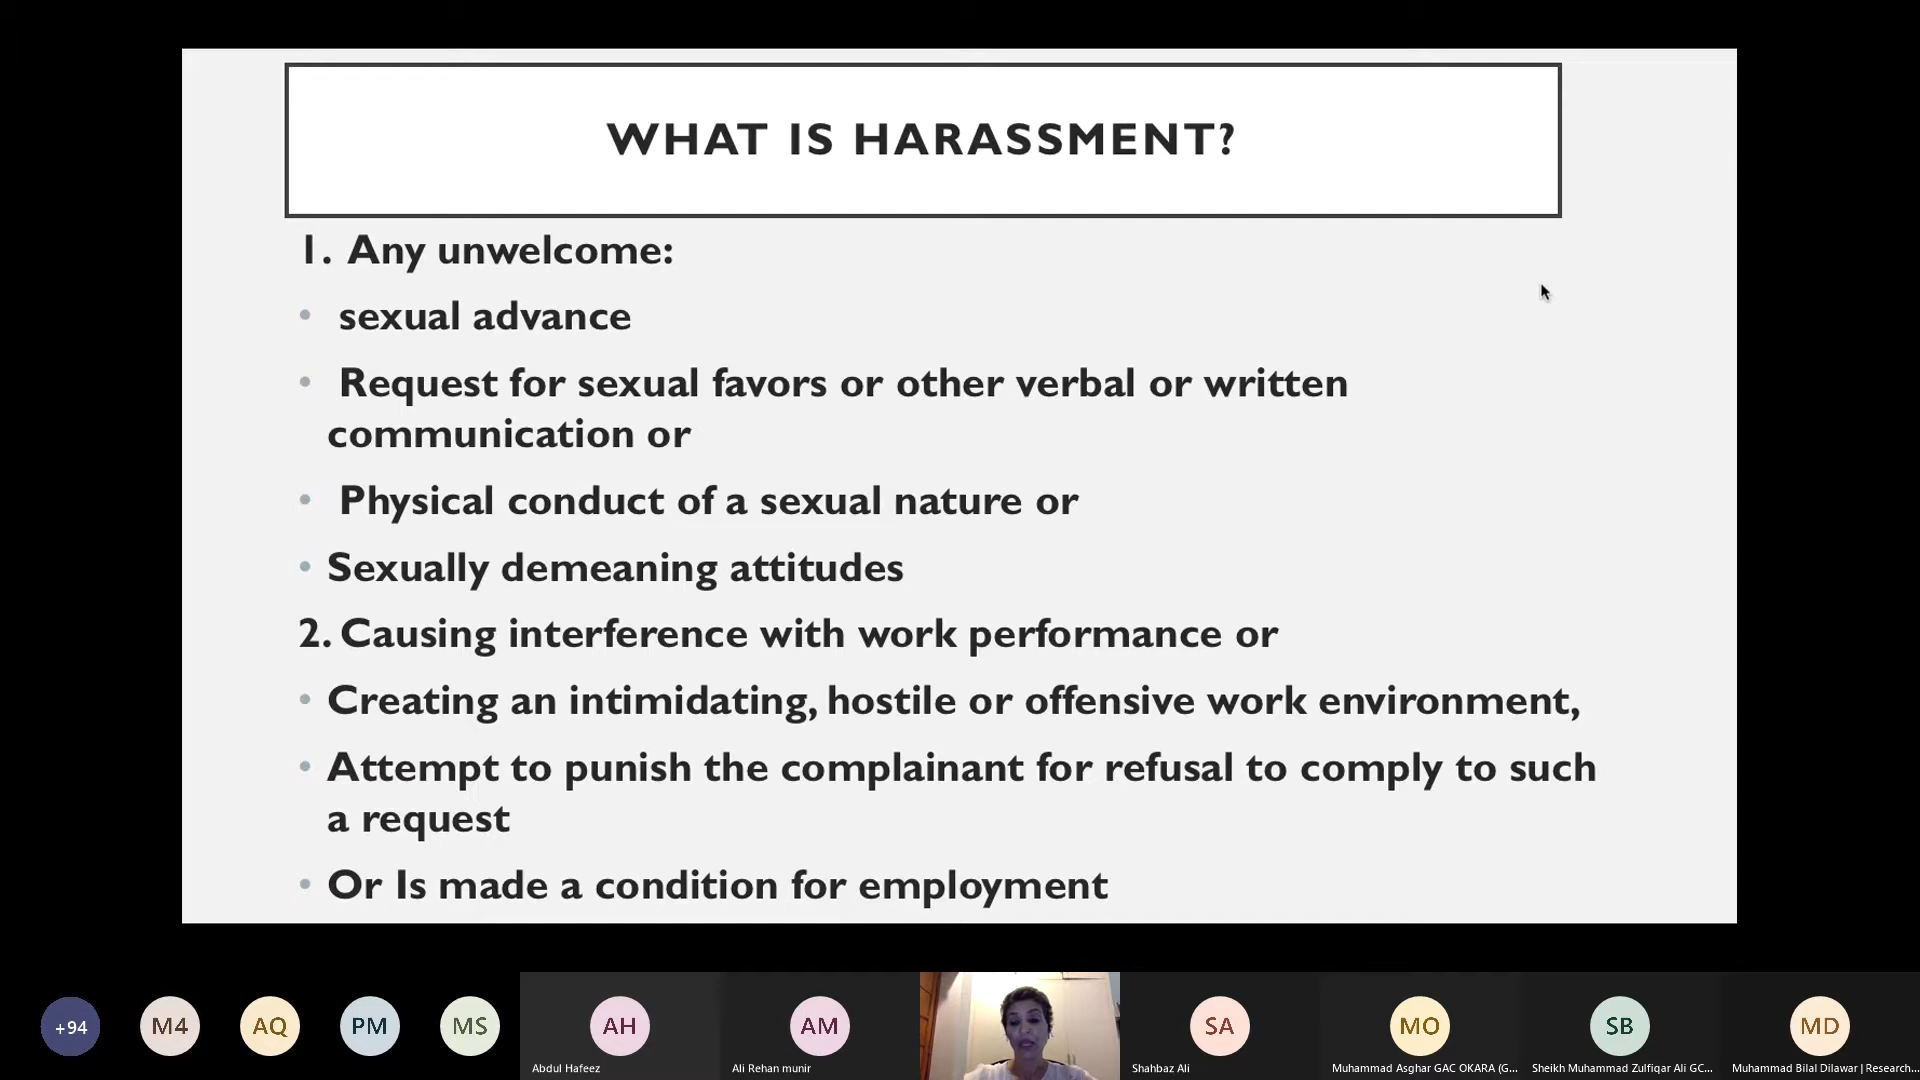 WHAT IS HARASSMENT?
1. Any unwelcome:
• sexual advance
• Request for sexual favors or other verbal or written
communication or
• Physical conduct of a sexual nature or
• Sexually demeaning attitudes
2. Causing interference with work performance or
• Creating an intimidating, hostile or offensive work environment,
• Attempt to punish the complainant for refusal to comply to such
a request
• Or Is made a condition for employment
+94 M4 AQ PM MS AH AM SA MO SB MD
Abdul Hafeez Ali Rehan munir Shahbaz Ali Muhammad Asghar GAC OKARA (G... Sheikh Muhammad Zulfiqar Ali GC... Muhammad Bilal Dilawar | Research...